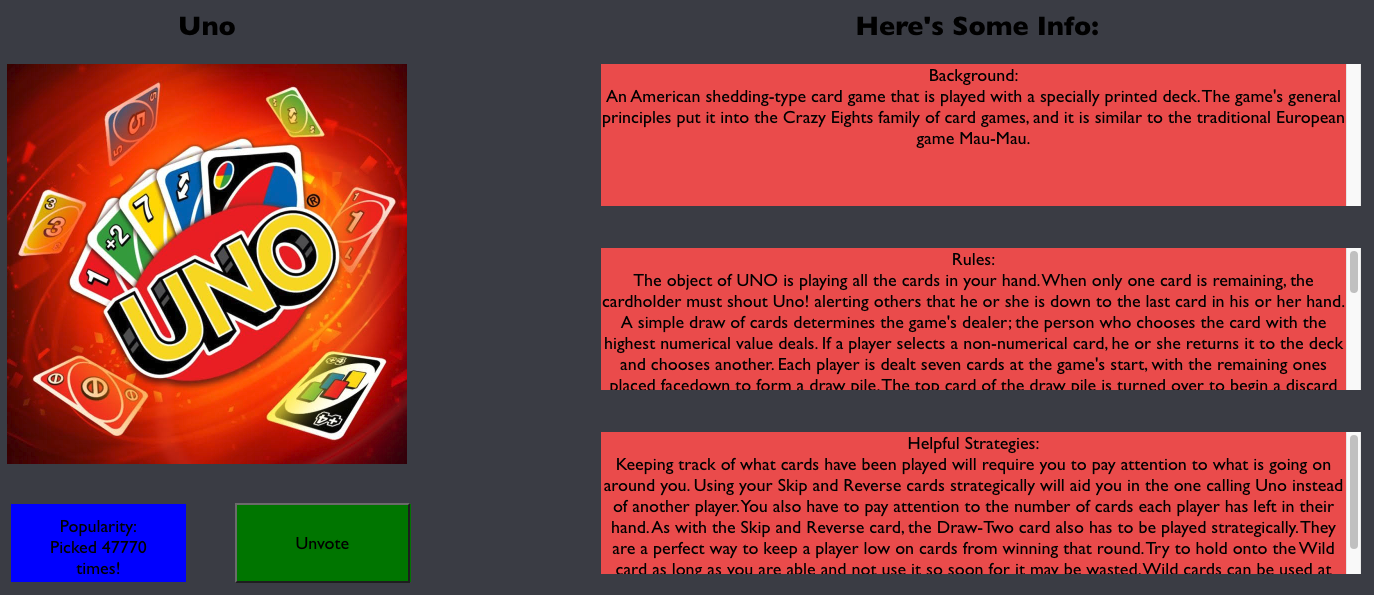 Uno
Here's Some Info:
UNO
®
1
+2
7
5
5
3
3
1
1
+4
Popularity:
Picked 47770
times!
Unvote
Background:
An American shedding-type card game that is played with a specially printed deck. The game's general
principles put it into the Crazy Eights family of card games, and it is similar to the traditional European
game Mau-Mau.
Rules:
The object of UNO is playing all the cards in your hand. When only one card is remaining, the
cardholder must shout Uno! alerting others that he or she is down to the last card in his or her hand.
A simple draw of cards determines the game's dealer; the person who chooses the card with the
highest numerical value deals. If a player selects a non-numerical card, he or she returns it to the deck
and chooses another. Each player is dealt seven cards at the game's start, with the remaining ones
placed facedown to form a draw pile. The top card of the draw pile is turned over to begin a discard
Helpful Strategies:
Keeping track of what cards have been played will require you to pay attention to what is going on
around you. Using your Skip and Reverse cards strategically will aid you in the one calling Uno instead
of another player. You also have to pay attention to the number of cards each player has left in their
hand. As with the Skip and Reverse card, the Draw-Two card also has to be played strategically. They
are a perfect way to keep a player low on cards from winning that round. Try to hold onto the Wild
card as long as you are able and not use it so soon for it may be wasted. Wild cards can be used at